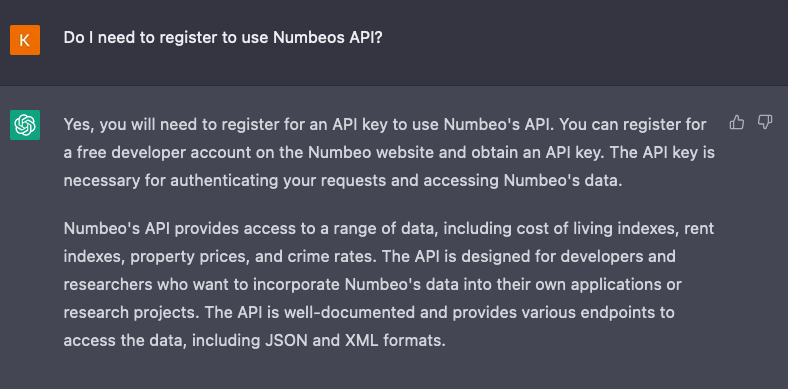 K
Do I need to register to use Numbeos API?
Yes, you will need to register for an API key to use Numbeo's API. You can register for
a free developer account on the Numbeo website and obtain an API key. The API key is
necessary for authenticating your requests and accessing Numbeo's data.
Numbeo's API provides access to a range of data, including cost of living indexes, rent
indexes, property prices, and crime rates. The API is designed for developers and
researchers who want to incorporate Numbeo's data into their own applications or
research projects. The API is well-documented and provides various endpoints to
access the data, including JSON and XML formats.